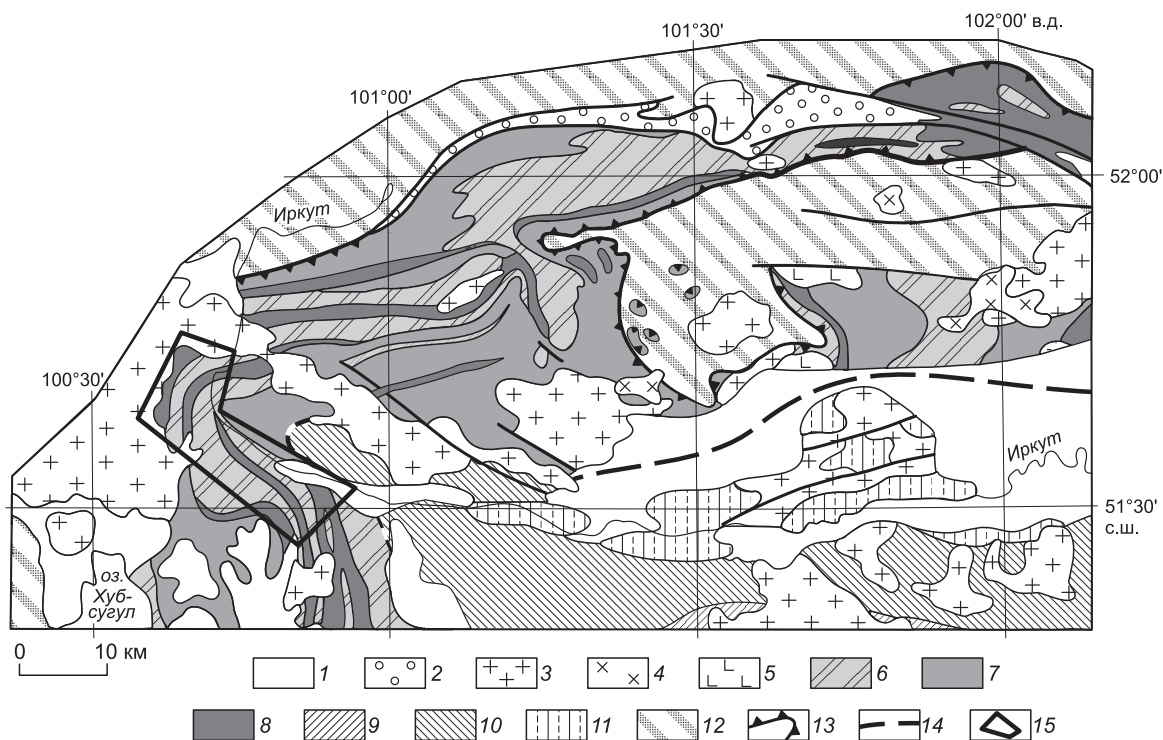 102°00' в.д.
101°30'
101°00'
52°00'
Иркут
100°30'
Иркут
51°30'
с.ш.
оз.
Хуб-
сугул
0 10 км
1 2 3 4 5 6 7
8 9 10 11 12 13 14 15